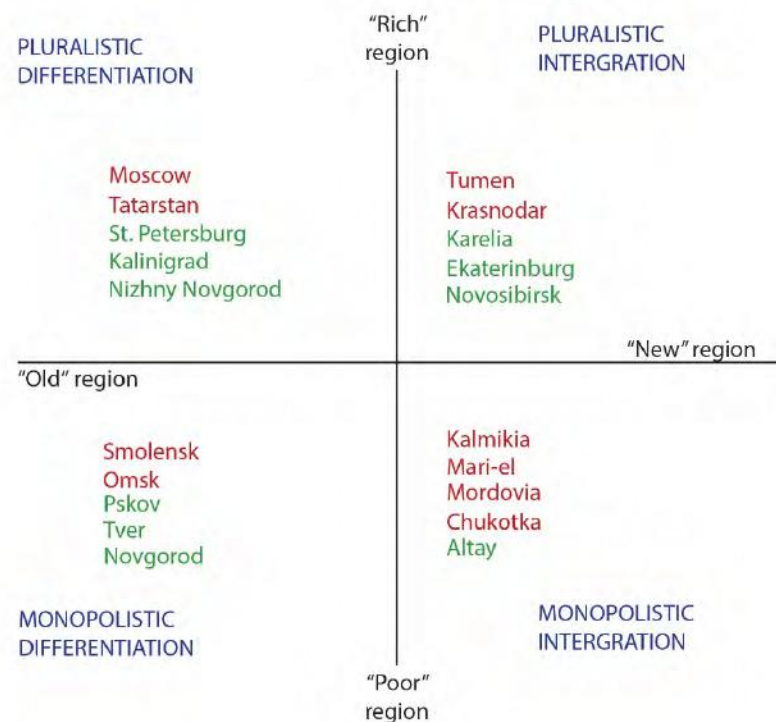 "Rich"
region
PLURALISTIC
DIFFERENTIATION
PLURALISTIC
INTERGRATION
Moscow
Tatarstan
St. Petersburg
Kalinigrad
Nizhny Novgorod
Tumen
Krasnodar
Karelia
Ekaterinburg
Novosibirsk
"New" region
"Old" region
Smolensk
Omsk
Pskov
Tver
Novgorod
Kalmikia
Mari-el
Mordovia
Chukotka
Altay
MONOPOLISTIC
DIFFERENTIATION
MONOPOLISTIC
INTERGRATION
"Poor"
region